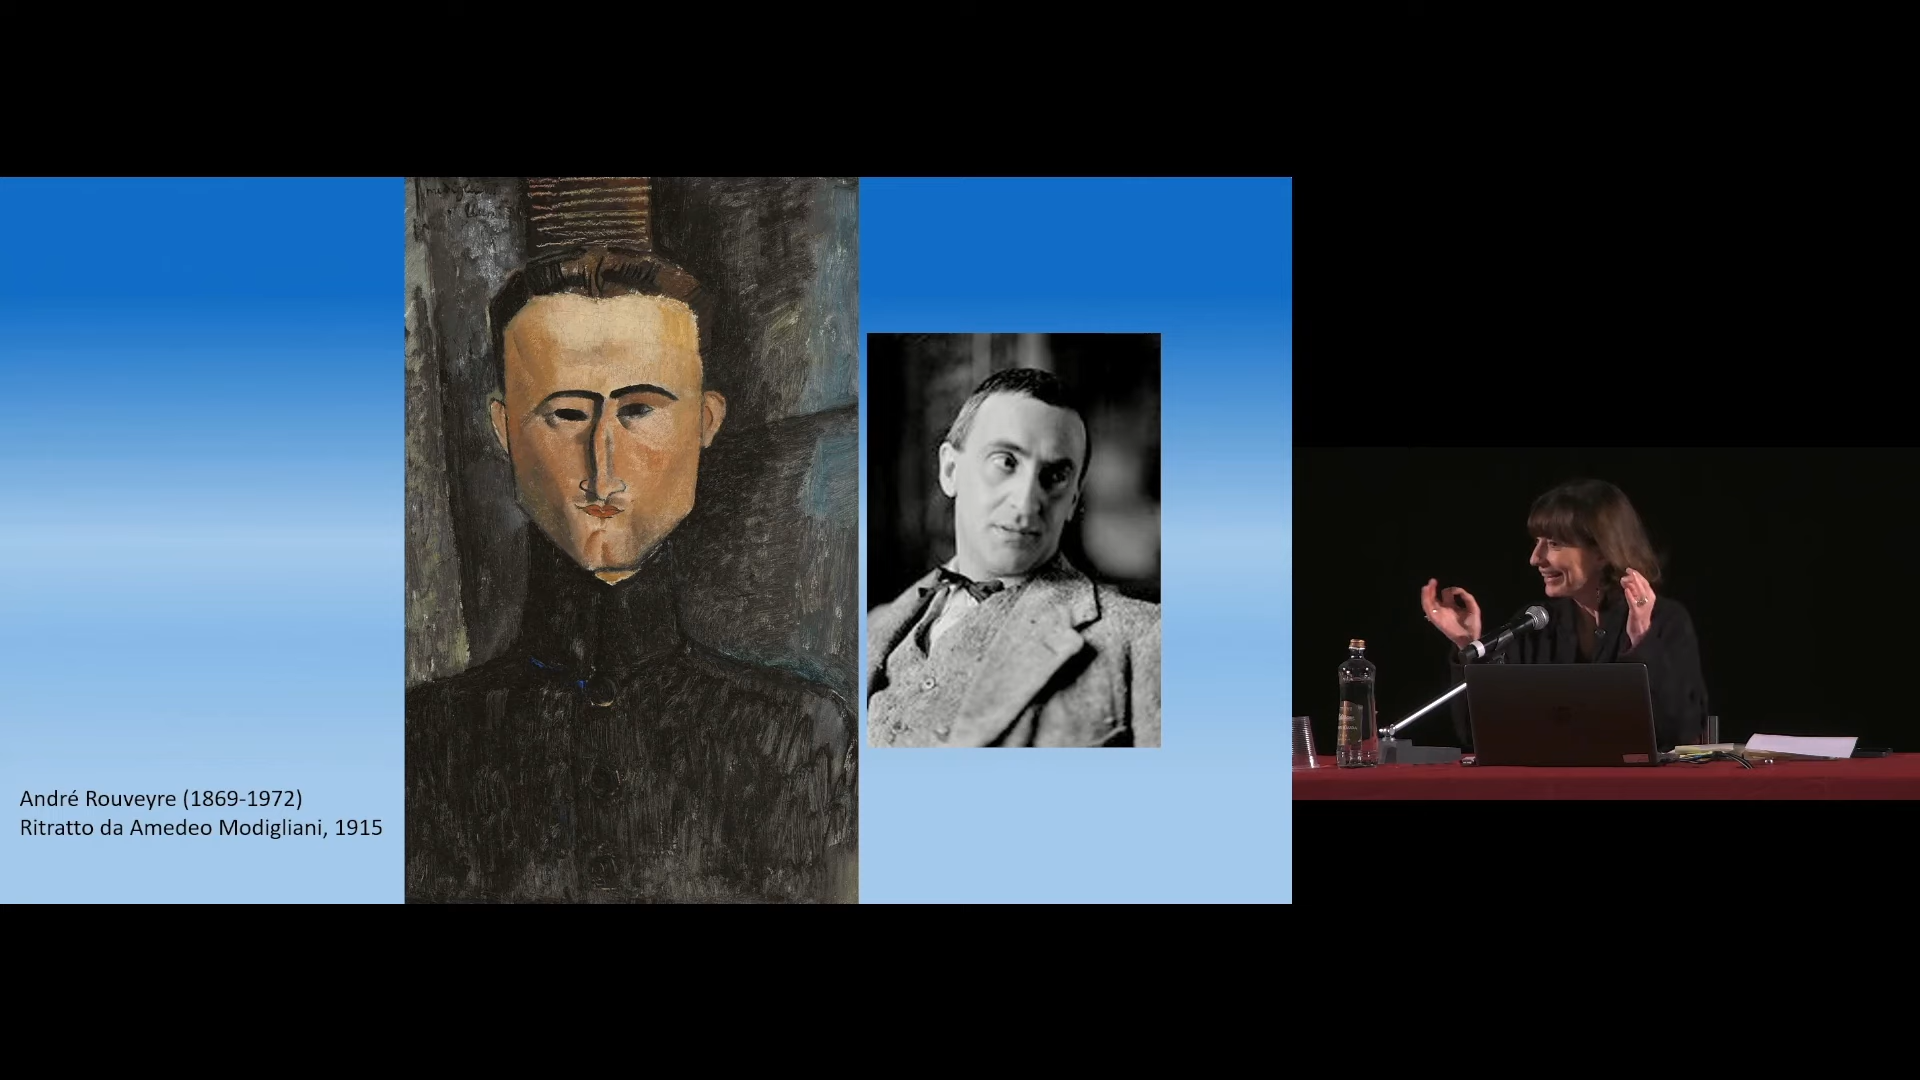 André Rouveyre (1869-1972)
Ritratto da Amedeo Modigliani, 1915